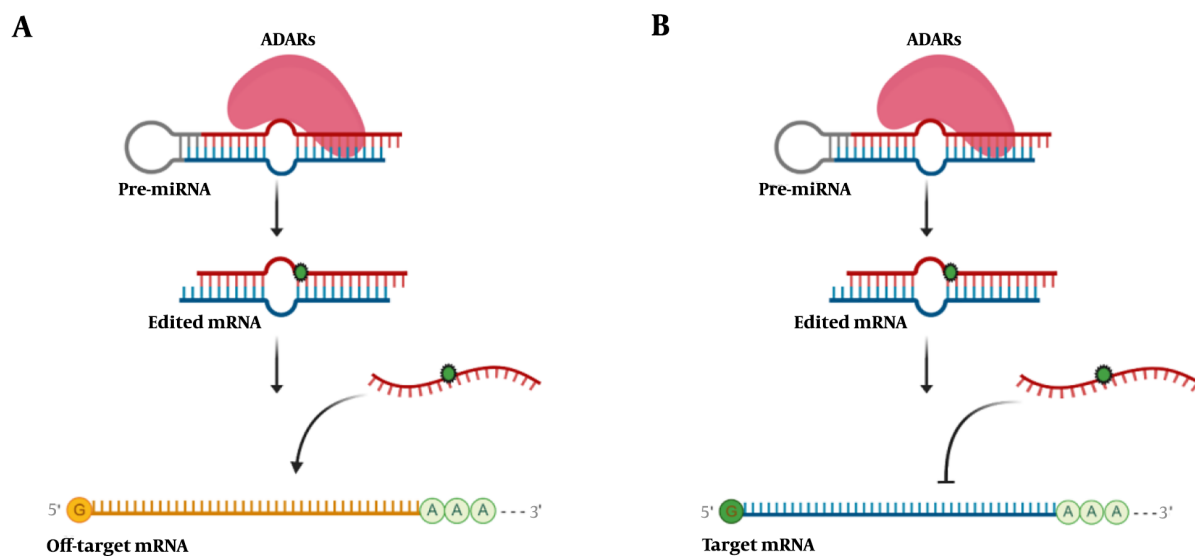 A
ADARs
Pre-miRNA
Edited mRNA
5' G A A A --- 3'
Off-target mRNA
B
ADARs
Pre-miRNA
Edited mRNA
5' G A A A --- 3'
Target mRNA